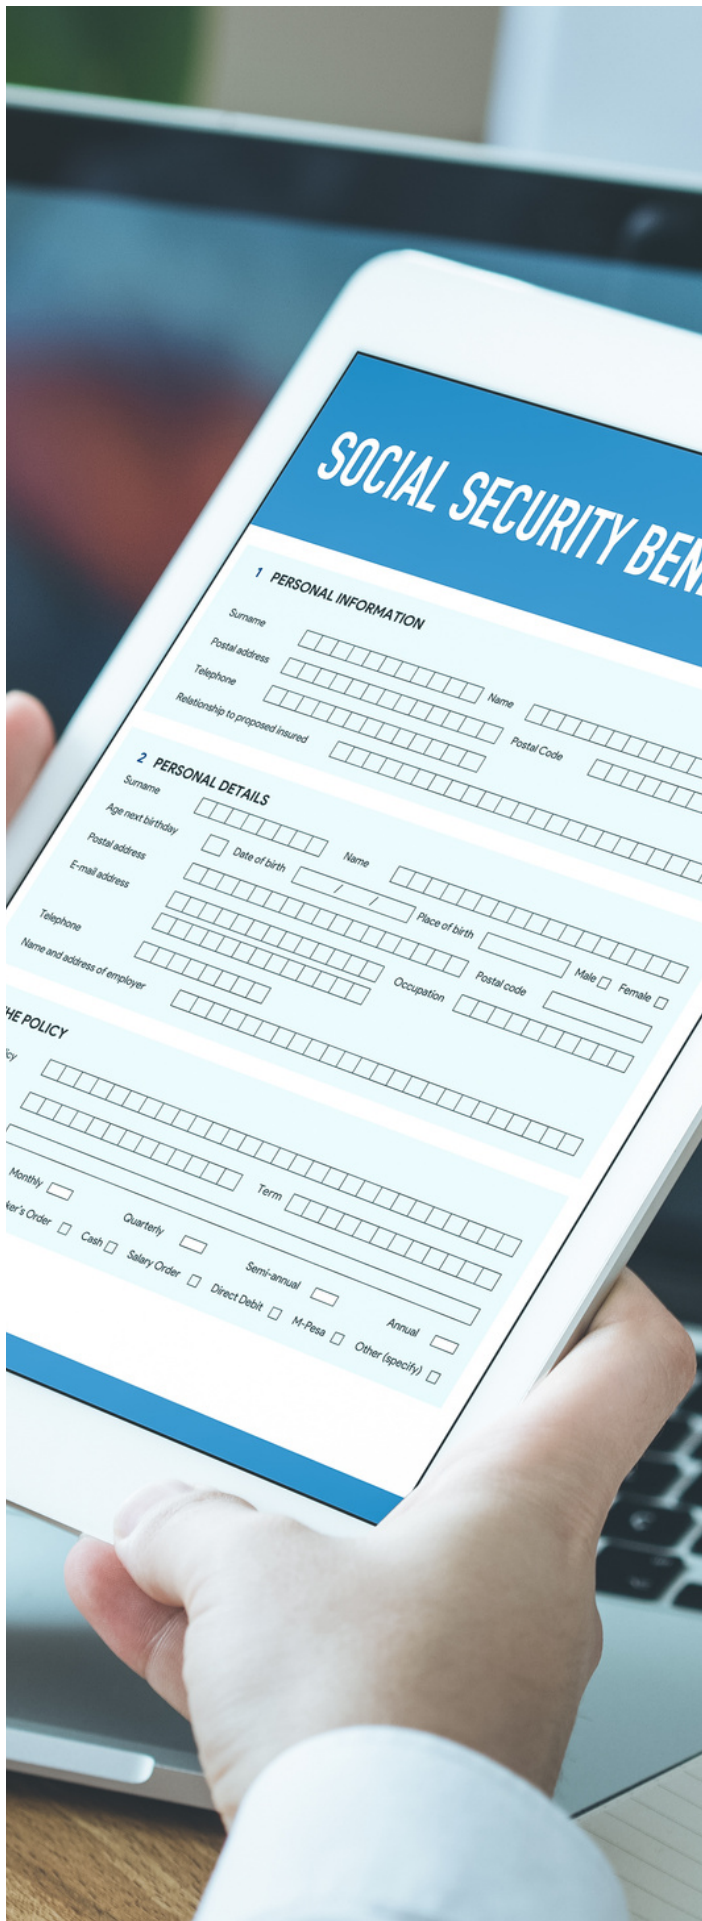 SOCIAL SECURITY
1 PERSONAL INFORMATION
Surname Name
Postal address Postal Code
Telephone
Relationship to proposed insured
2 PERSONAL DETAILS
Surname Name
Age next birthday Date of birth / / Place of birth Male Female
Postal address Postal code
E-mail address Occupation
Telephone
Name and address of employer
THE POLICY
Term
Monthly Quarterly Semi-annual Annual
Cash Salary Order Direct Debit M-Pesa Other (specify)